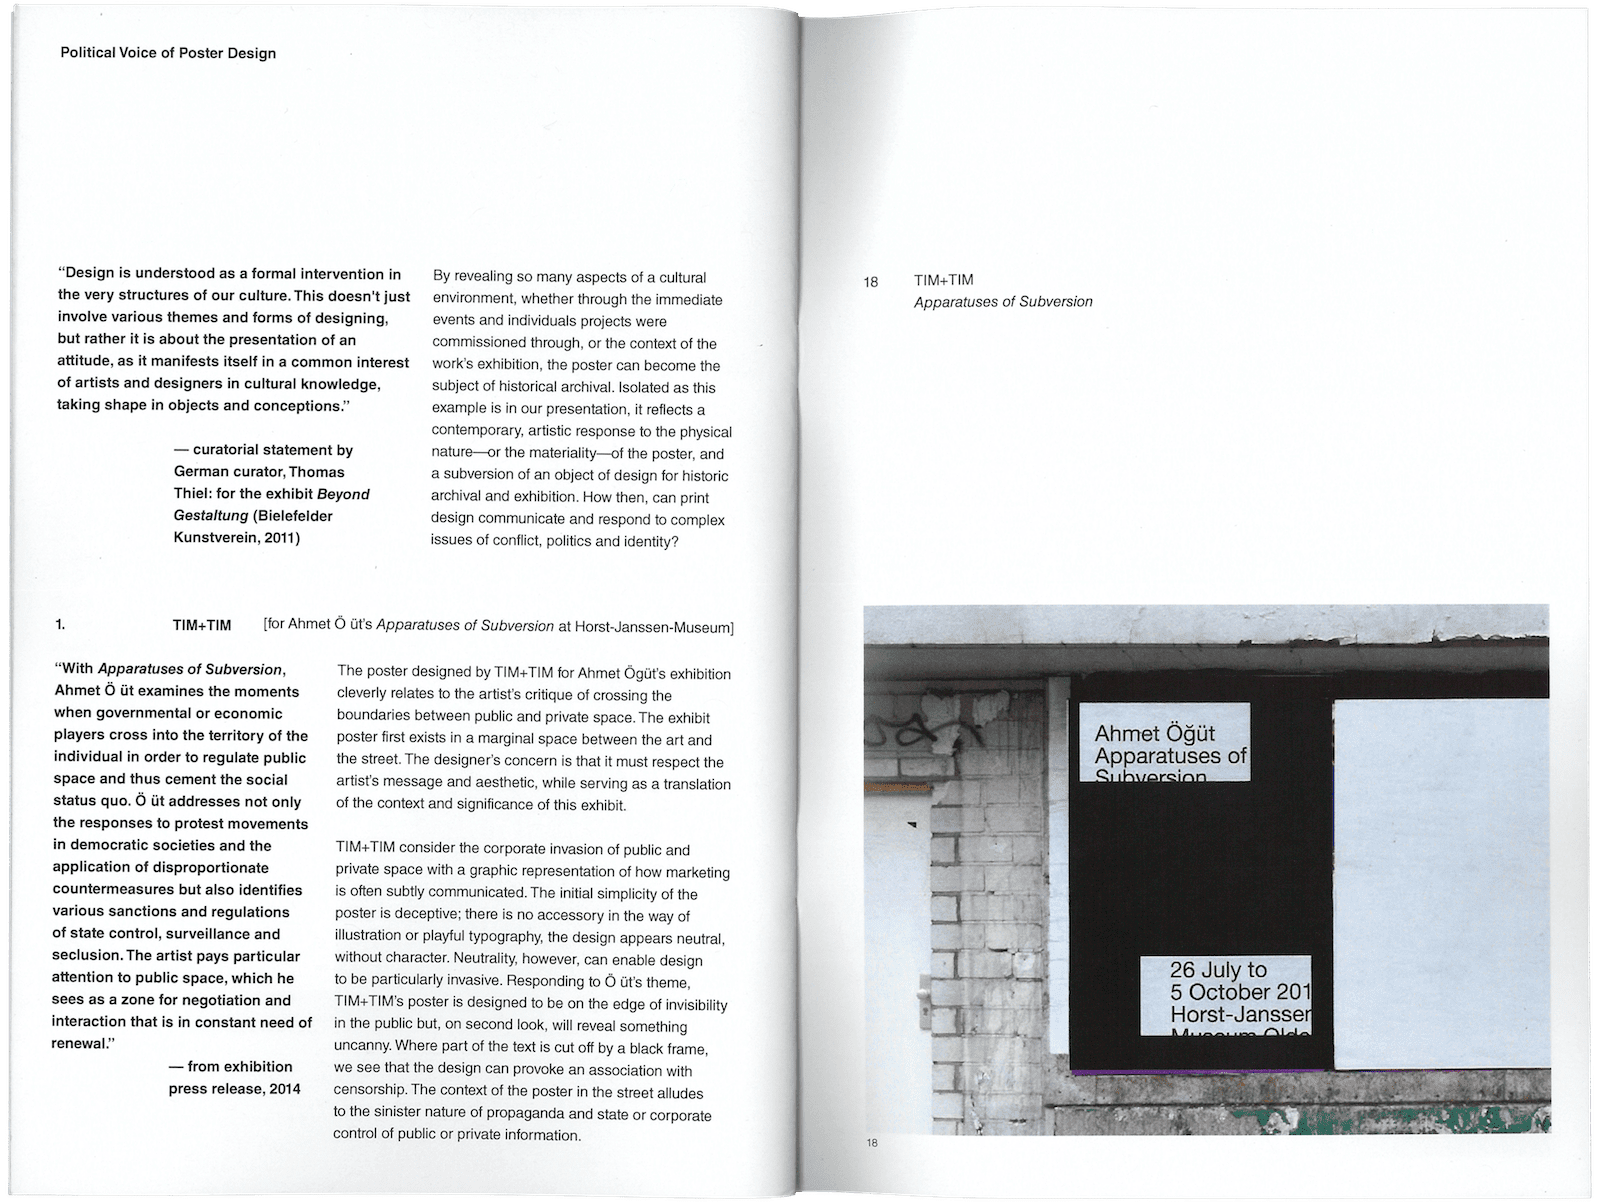 Political Voice of Poster Design
“Design is understood as a formal intervention in
the very structures of our culture. This doesn't just
involve various themes and forms of designing,
but rather it is about the presentation of an
attitude, as it manifests itself in a common interest
of artists and designers in cultural knowledge,
taking shape in objects and conceptions.”
— curatorial statement by
German curator, Thomas
Thiel: for the exhibit Beyond
Gestaltung (Bielefelder
Kunstverein, 2011)
By revealing so many aspects of a cultural
environment, whether through the immediate
events and individuals projects were
commissioned through, or the context of the
work’s exhibition, the poster can become the
subject of historical archival. Isolated as this
example is in our presentation, it reflects a
contemporary, artistic response to the physical
nature—or the materiality—of the poster, and
a subversion of an object of design for historic
archival and exhibition. How then, can print
design communicate and respond to complex
issues of conflict, politics and identity?
1. TIM+TIM [for Ahmet Ö üt’s Apparatuses of Subversion at Horst-Janssen-Museum]
“With Apparatuses of Subversion,
Ahmet Ö üt examines the moments
when governmental or economic
players cross into the territory of the
individual in order to regulate public
space and thus cement the social
status quo. Ö üt addresses not only
the responses to protest movements
in democratic societies and the
application of disproportionate
countermeasures but also identifies
various sanctions and regulations
of state control, surveillance and
seclusion. The artist pays particular
attention to public space, which he
sees as a zone for negotiation and
interaction that is in constant need of
renewal.”
— from exhibition
press release, 2014
The poster designed by TIM+TIM for Ahmet Ögüt’s exhibition
cleverly relates to the artist’s critique of crossing the
boundaries between public and private space. The exhibit
poster first exists in a marginal space between the art and
the street. The designer’s concern is that it must respect the
artist’s message and aesthetic, while serving as a translation
of the context and significance of this exhibit.
TIM+TIM consider the corporate invasion of public and
private space with a graphic representation of how marketing
is often subtly communicated. The initial simplicity of the
poster is deceptive; there is no accessory in the way of
illustration or playful typography, the design appears neutral,
without character. Neutrality, however, can enable design
to be particularly invasive. Responding to Ö üt’s theme,
TIM+TIM’s poster is designed to be on the edge of invisibility
in the public but, on second look, will reveal something
uncanny. Where part of the text is cut off by a black frame,
we see that the design can provoke an association with
censorship. The context of the poster in the street alludes
to the sinister nature of propaganda and state or corporate
control of public or private information.
18 TIM+TIM
Apparatuses of Subversion
Ahmet Öğüt
Apparatuses of
Subversion
26 July to
5 October 201
Horst-Jansser
Museum Olde
18